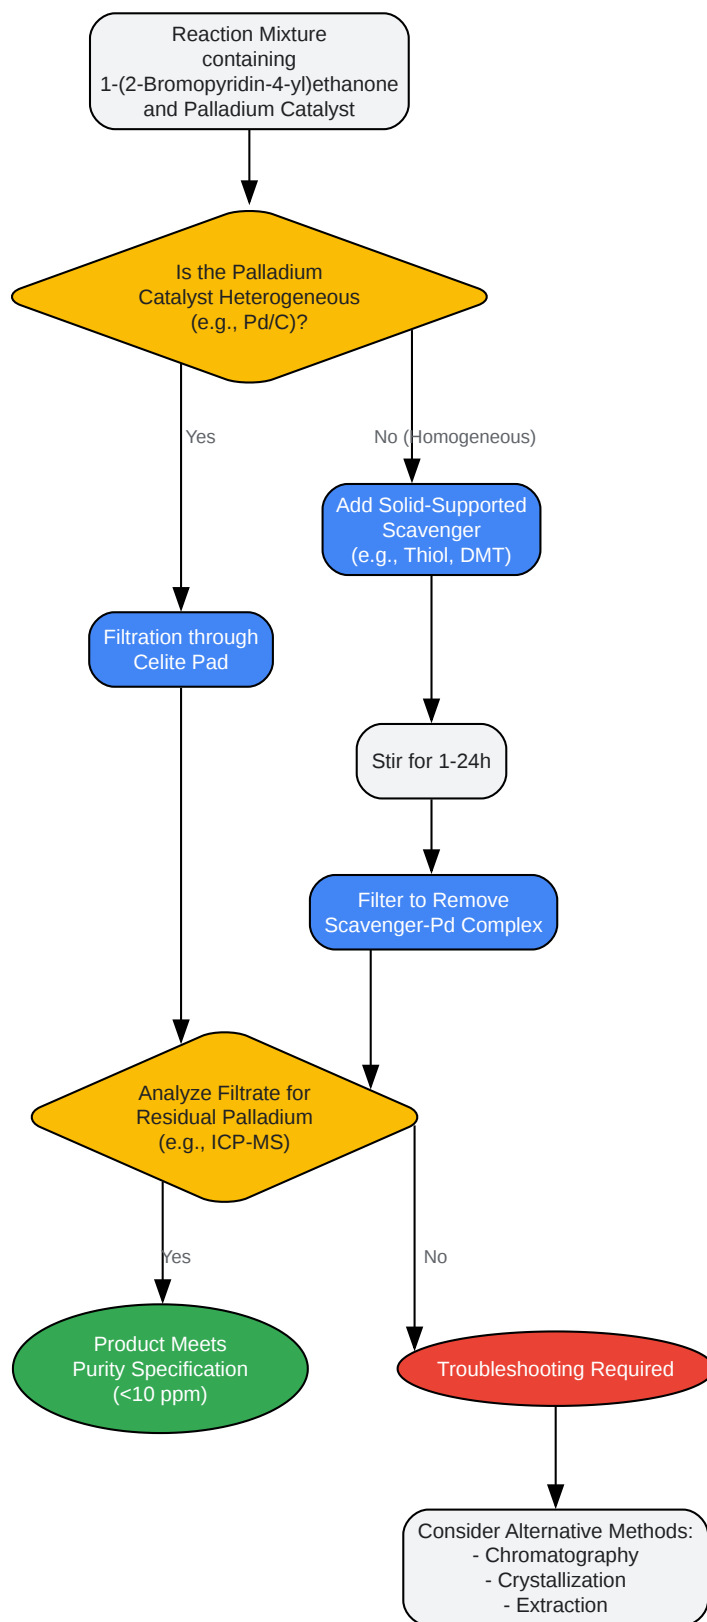 Reaction Mixture
containing
1-(2-Bromopyridin-4-yl)ethanone
and Palladium Catalyst
Is the Palladium
Catalyst Heterogeneous
(e.g., Pd/C)?
Yes
No (Homogeneous)
Add Solid-Supported
Scavenger
(e.g., Thiol, DMT)
Filtration through
Celite Pad
Stir for 1-24h
Filter to Remove
Scavenger-Pd Complex
Analyze Filtrate for
Residual Palladium
(e.g., ICP-MS)
Yes
No
Product Meets
Purity Specification
(<10 ppm)
Troubleshooting Required
Consider Alternative Methods:
- Chromatography
- Crystallization
- Extraction